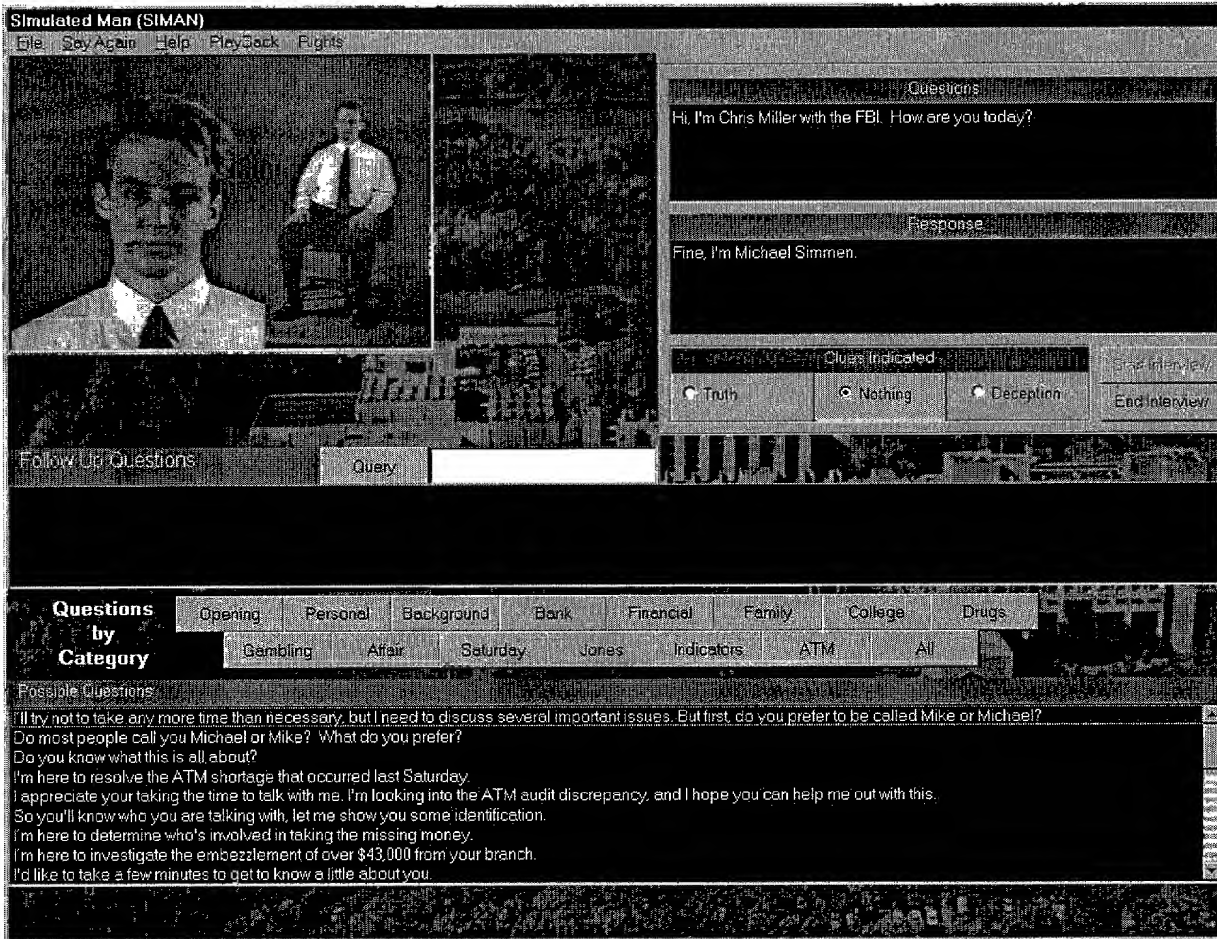 SImulated Man (SIMAN)
File Say Again Help PlayBack Rights
Questions
Hi, I'm Chris Miller with the FBI. How are you today?
Response
Fine, I'm Michael Simmen.
Clues Indicated
Truth Nothing Deception
Start Interview
End Interview
Follow Up Questions Query
Questions by Category
Opening Personal Background Bank Financial Family College Drugs
Gambling Affair Saturday Jones Indicators ATM All
Possible Questions
I'll try not to take any more time than necessary, but I need to discuss several important issues. But first, do you prefer to be called Mike or Michael?
Do most people call you Michael or Mike? What do you prefer?
Do you know what this is all about?
I'm here to resolve the ATM shortage that occurred last Saturday.
I appreciate your taking the time to talk with me. I'm looking into the ATM audit discrepancy, and I hope you can help me out with this.
So you'll know who you are talking with, let me show you some identification.
I'm here to determine who's involved in taking the missing money.
I'm here to investigate the embezzlement of over $43,000 from your branch.
I'd like to take a few minutes to get to know a little about you.